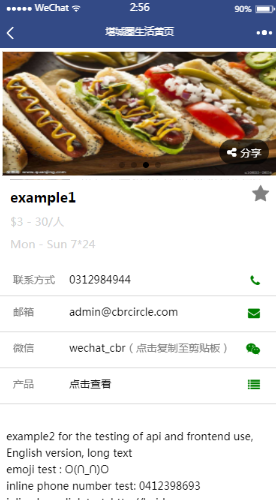 WeChat 2:56 90%
堪城圈生活黄页
分享
example1
$3 - 30/人
Mon - Sun 7*24
联系方式 0312984944
邮箱 admin@cbrcircle.com
微信 wechat_cbr（点击复制至剪贴板）
产品 点击查看
example2 for the testing of api and frontend use,
English version, long text
emoji test : O(∩_∩)O
inline phone number test: 0412398693